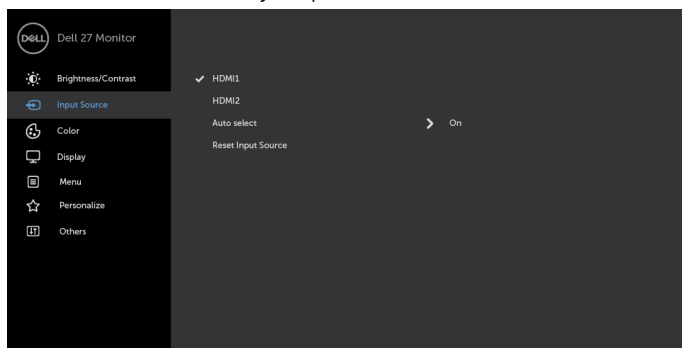 DELL Dell 27 Monitor
Brightness/Contrast
HDMI1
Input Source
HDMI2
Color
Auto select On
Display
Reset Input Source
Menu
Personalize
Others